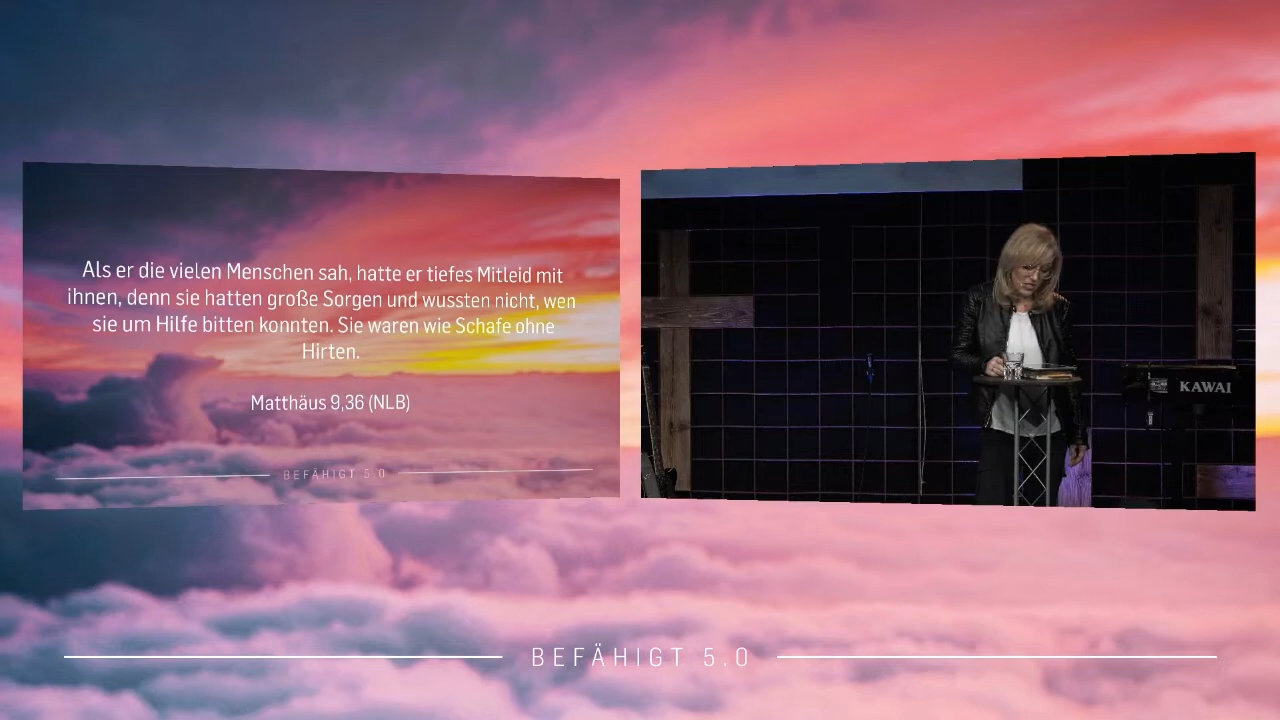 Als er die vielen Menschen sah, hatte er tiefes Mitleid mit
ihnen, denn sie hatten große Sorgen und wussten nicht, wen
sie um Hilfe bitten konnten. Sie waren wie Schafe ohne
Hirten.
Matthäus 9,36 (NLB)
BEFÄHIGT 5.0
KAWAI
BEFÄHIGT 5.0